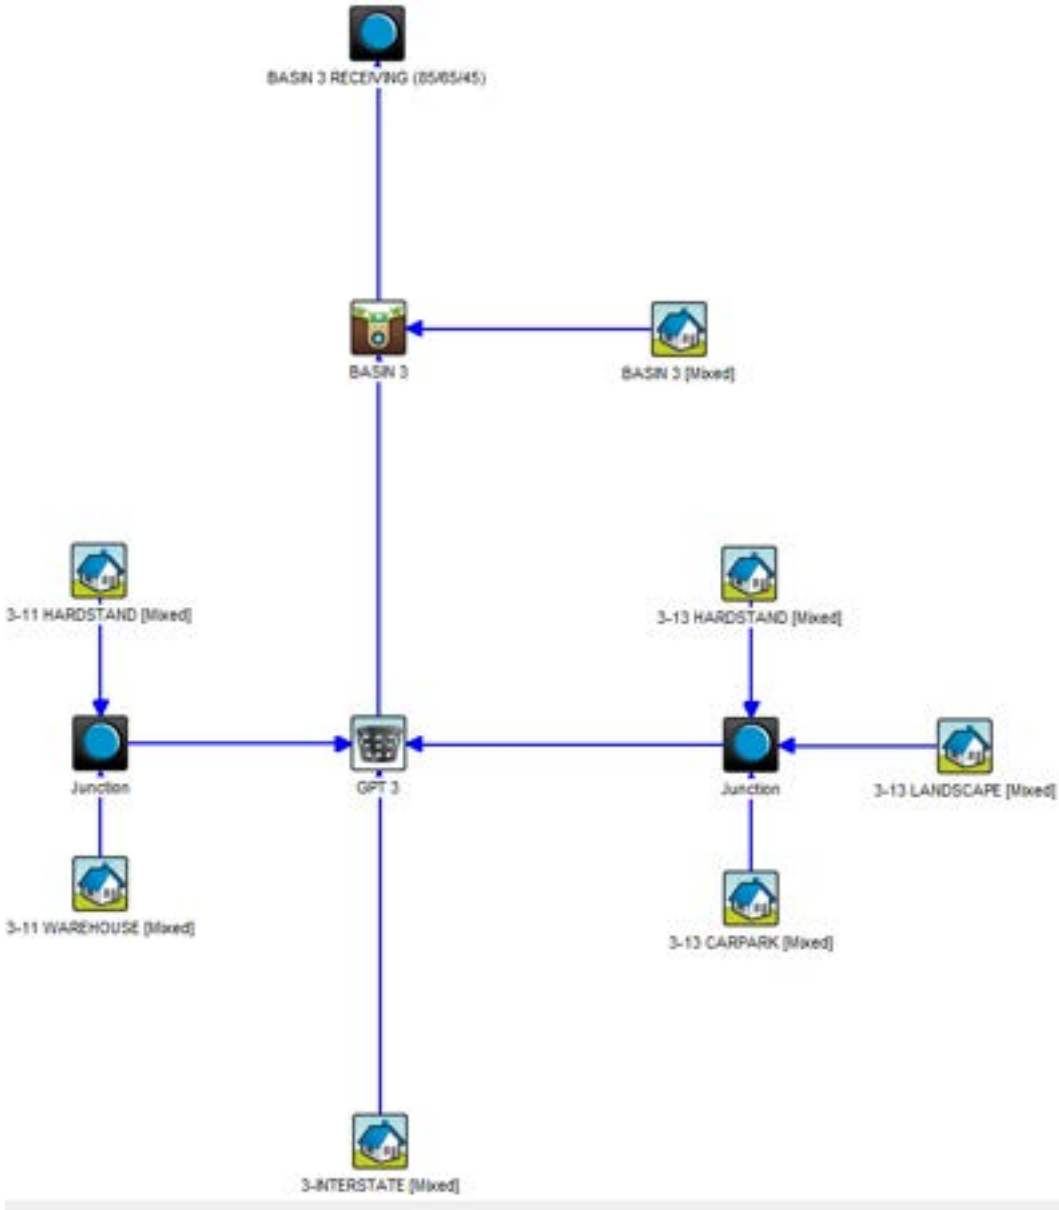 BASIN 3 RECEIVING (85/65/45)
BASIN 3
BASIN 3 [Mixed]
3-11 HARDSTAND [Mixed]
3-13 HARDSTAND [Mixed]
Junction
GPT 3
Junction
3-13 LANDSCAPE [Mixed]
3-11 WAREHOUSE [Mixed]
3-13 CARPARK [Mixed]
3-INTERSTATE [Mixed]